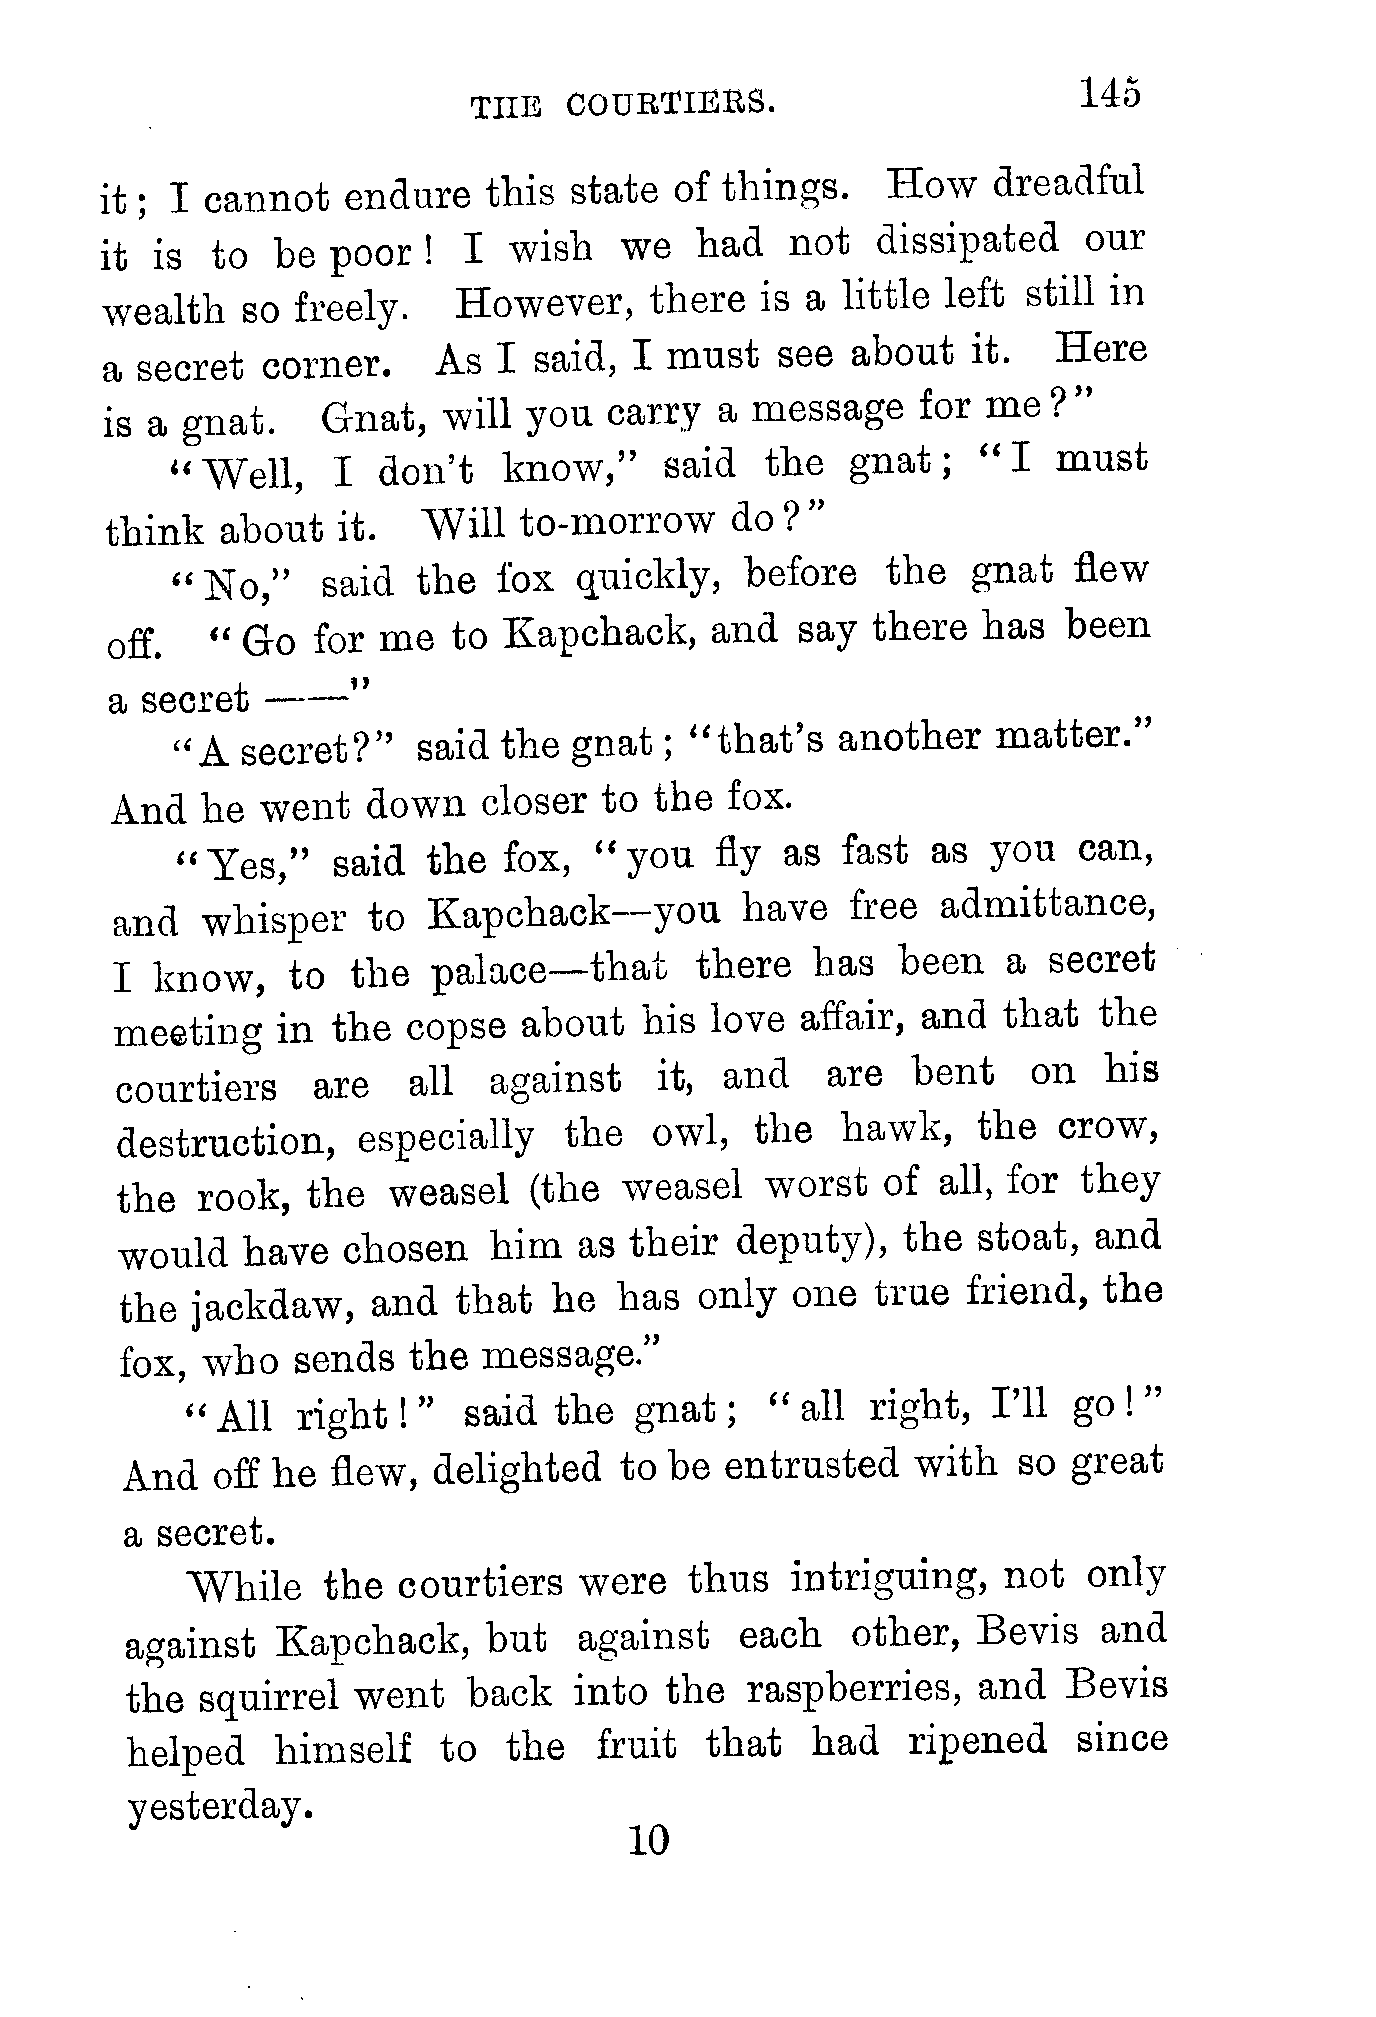 THE COURTIERS. 145
it; I cannot endure this state of things. How dreadful
it is to be poor! I wish we had not dissipated our
wealth so freely. However, there is a little left still in
a secret corner. As I said, I must see about it. Here
is a gnat. Gnat, will you carry a message for me?”
“Well, I don’t know,” said the gnat; “I must
think about it. Will to-morrow do?”
“No,” said the fox quickly, before the gnat flew
off. “Go for me to Kapchack, and say there has been
a secret ——”
“A secret?” said the gnat; “that’s another matter.”
And he went down closer to the fox.
“Yes,” said the fox, “you fly as fast as you can,
and whisper to Kapchack—you have free admittance,
I know, to the palace—that there has been a secret
meeting in the copse about his love affair, and that the
courtiers are all against it, and are bent on his
destruction, especially the owl, the hawk, the crow,
the rook, the weasel (the weasel worst of all, for they
would have chosen him as their deputy), the stoat, and
the jackdaw, and that he has only one true friend, the
fox, who sends the message.”
“All right!” said the gnat; “all right, I’ll go!”
And off he flew, delighted to be entrusted with so great
a secret.
While the courtiers were thus intriguing, not only
against Kapchack, but against each other, Bevis and
the squirrel went back into the raspberries, and Bevis
helped himself to the fruit that had ripened since
yesterday.
10